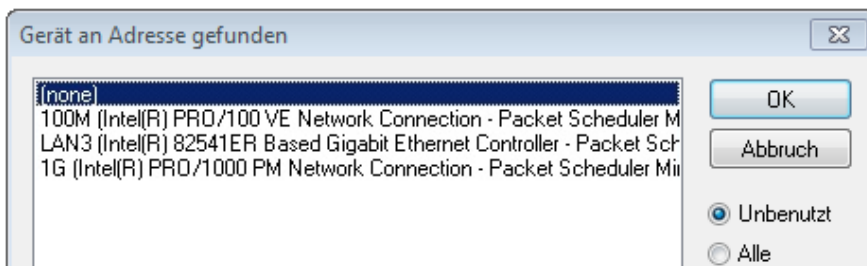 Gerät an Adresse gefunden
(none)
100M (Intel(R) PRO/100 VE Network Connection - Packet Scheduler M
LAN3 (Intel(R) 82541ER Based Gigabit Ethernet Controller - Packet Sch
1G (Intel(R) PRO/1000 PM Network Connection - Packet Scheduler Mi
OK
Abbruch
Unbenutzt
Alle